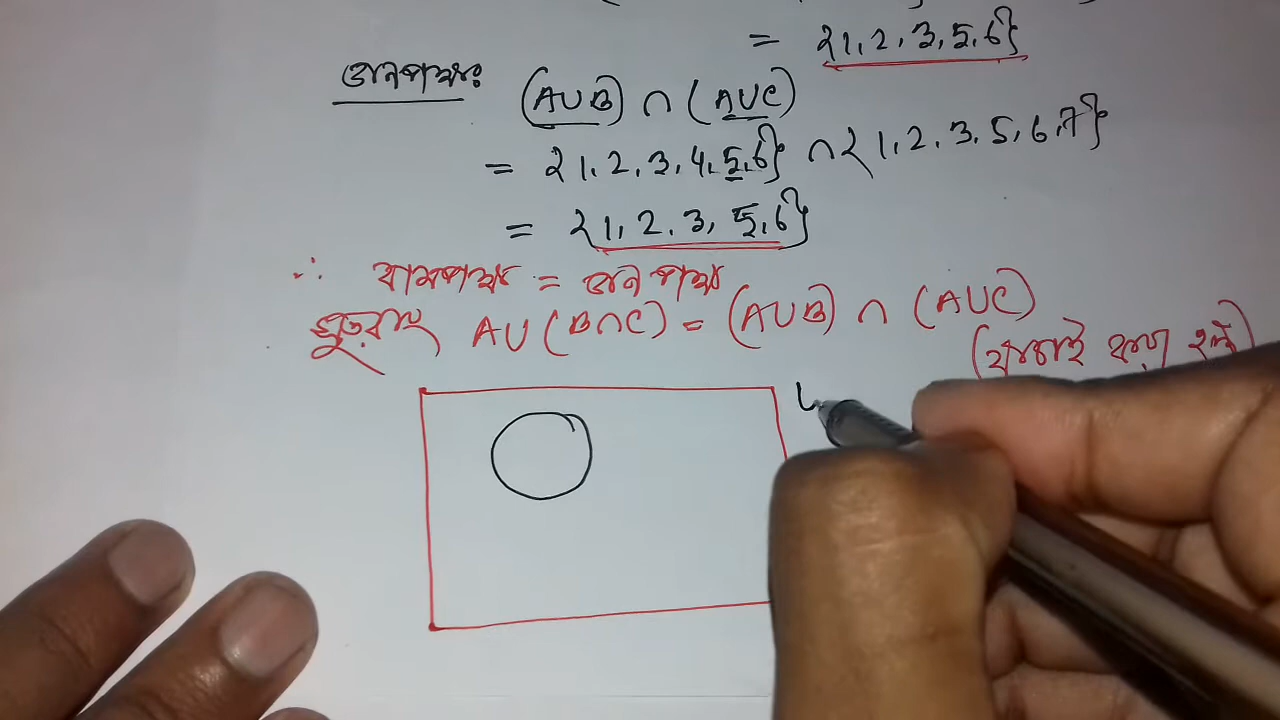 = {1, 2, 3, 5, 6}
ডানপক্ষঃ (A∪B) ∩ (A∪C)
= {1, 2, 3, 4, 5, 6} ∩ {1, 2, 3, 5, 6, 7}
= {1, 2, 3, 5, 6}
∴ বামপক্ষ = ডানপক্ষ
সুতরাং A∪(B∩C) = (A∪B) ∩ (A∪C)
(যাচাই করা হলো)